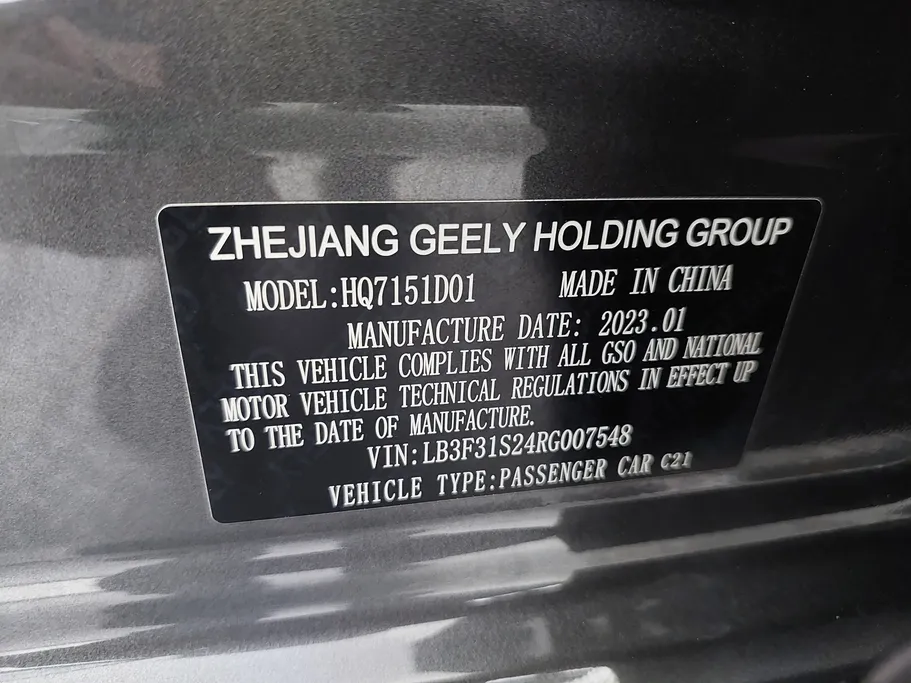 ZHEJIANG GEELY HOLDING GROUP
MODEL:HQ7151D01 MADE IN CHINA
MANUFACTURE DATE: 2023.01
THIS VEHICLE COMPLIES WITH ALL GSO AND NATIONAL
MOTOR VEHICLE TECHNICAL REGULATIONS IN EFFECT UP
TO THE DATE OF MANUFACTURE.
VIN:LB3F31S24RG007548
VEHICLE TYPE:PASSENGER CAR C21